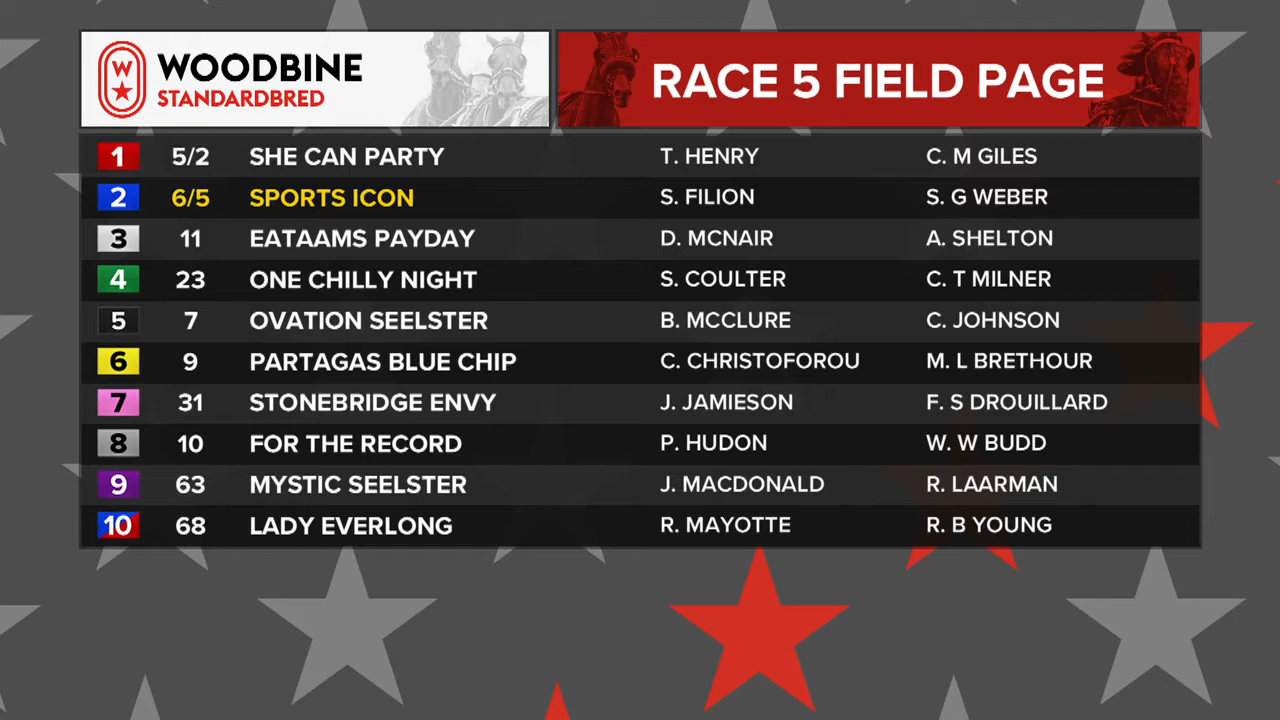 W
WOODBINE
STANDARDBRED
RACE 5 FIELD PAGE
1 5/2 SHE CAN PARTY T. HENRY C. M GILES
2 6/5 SPORTS ICON S. FILION S. G WEBER
3 11 EATAAMS PAYDAY D. MCNAIR A. SHELTON
4 23 ONE CHILLY NIGHT S. COULTER C. T MILNER
5 7 OVATION SEELSTER B. MCCLURE C. JOHNSON
6 9 PARTAGAS BLUE CHIP C. CHRISTOFOROU M. L BRETHOUR
7 31 STONEBRIDGE ENVY J. JAMIESON F. S DROUILLARD
8 10 FOR THE RECORD P. HUDON W. W BUDD
9 63 MYSTIC SEELSTER J. MACDONALD R. LAARMAN
10 68 LADY EVERLONG R. MAYOTTE R. B YOUNG